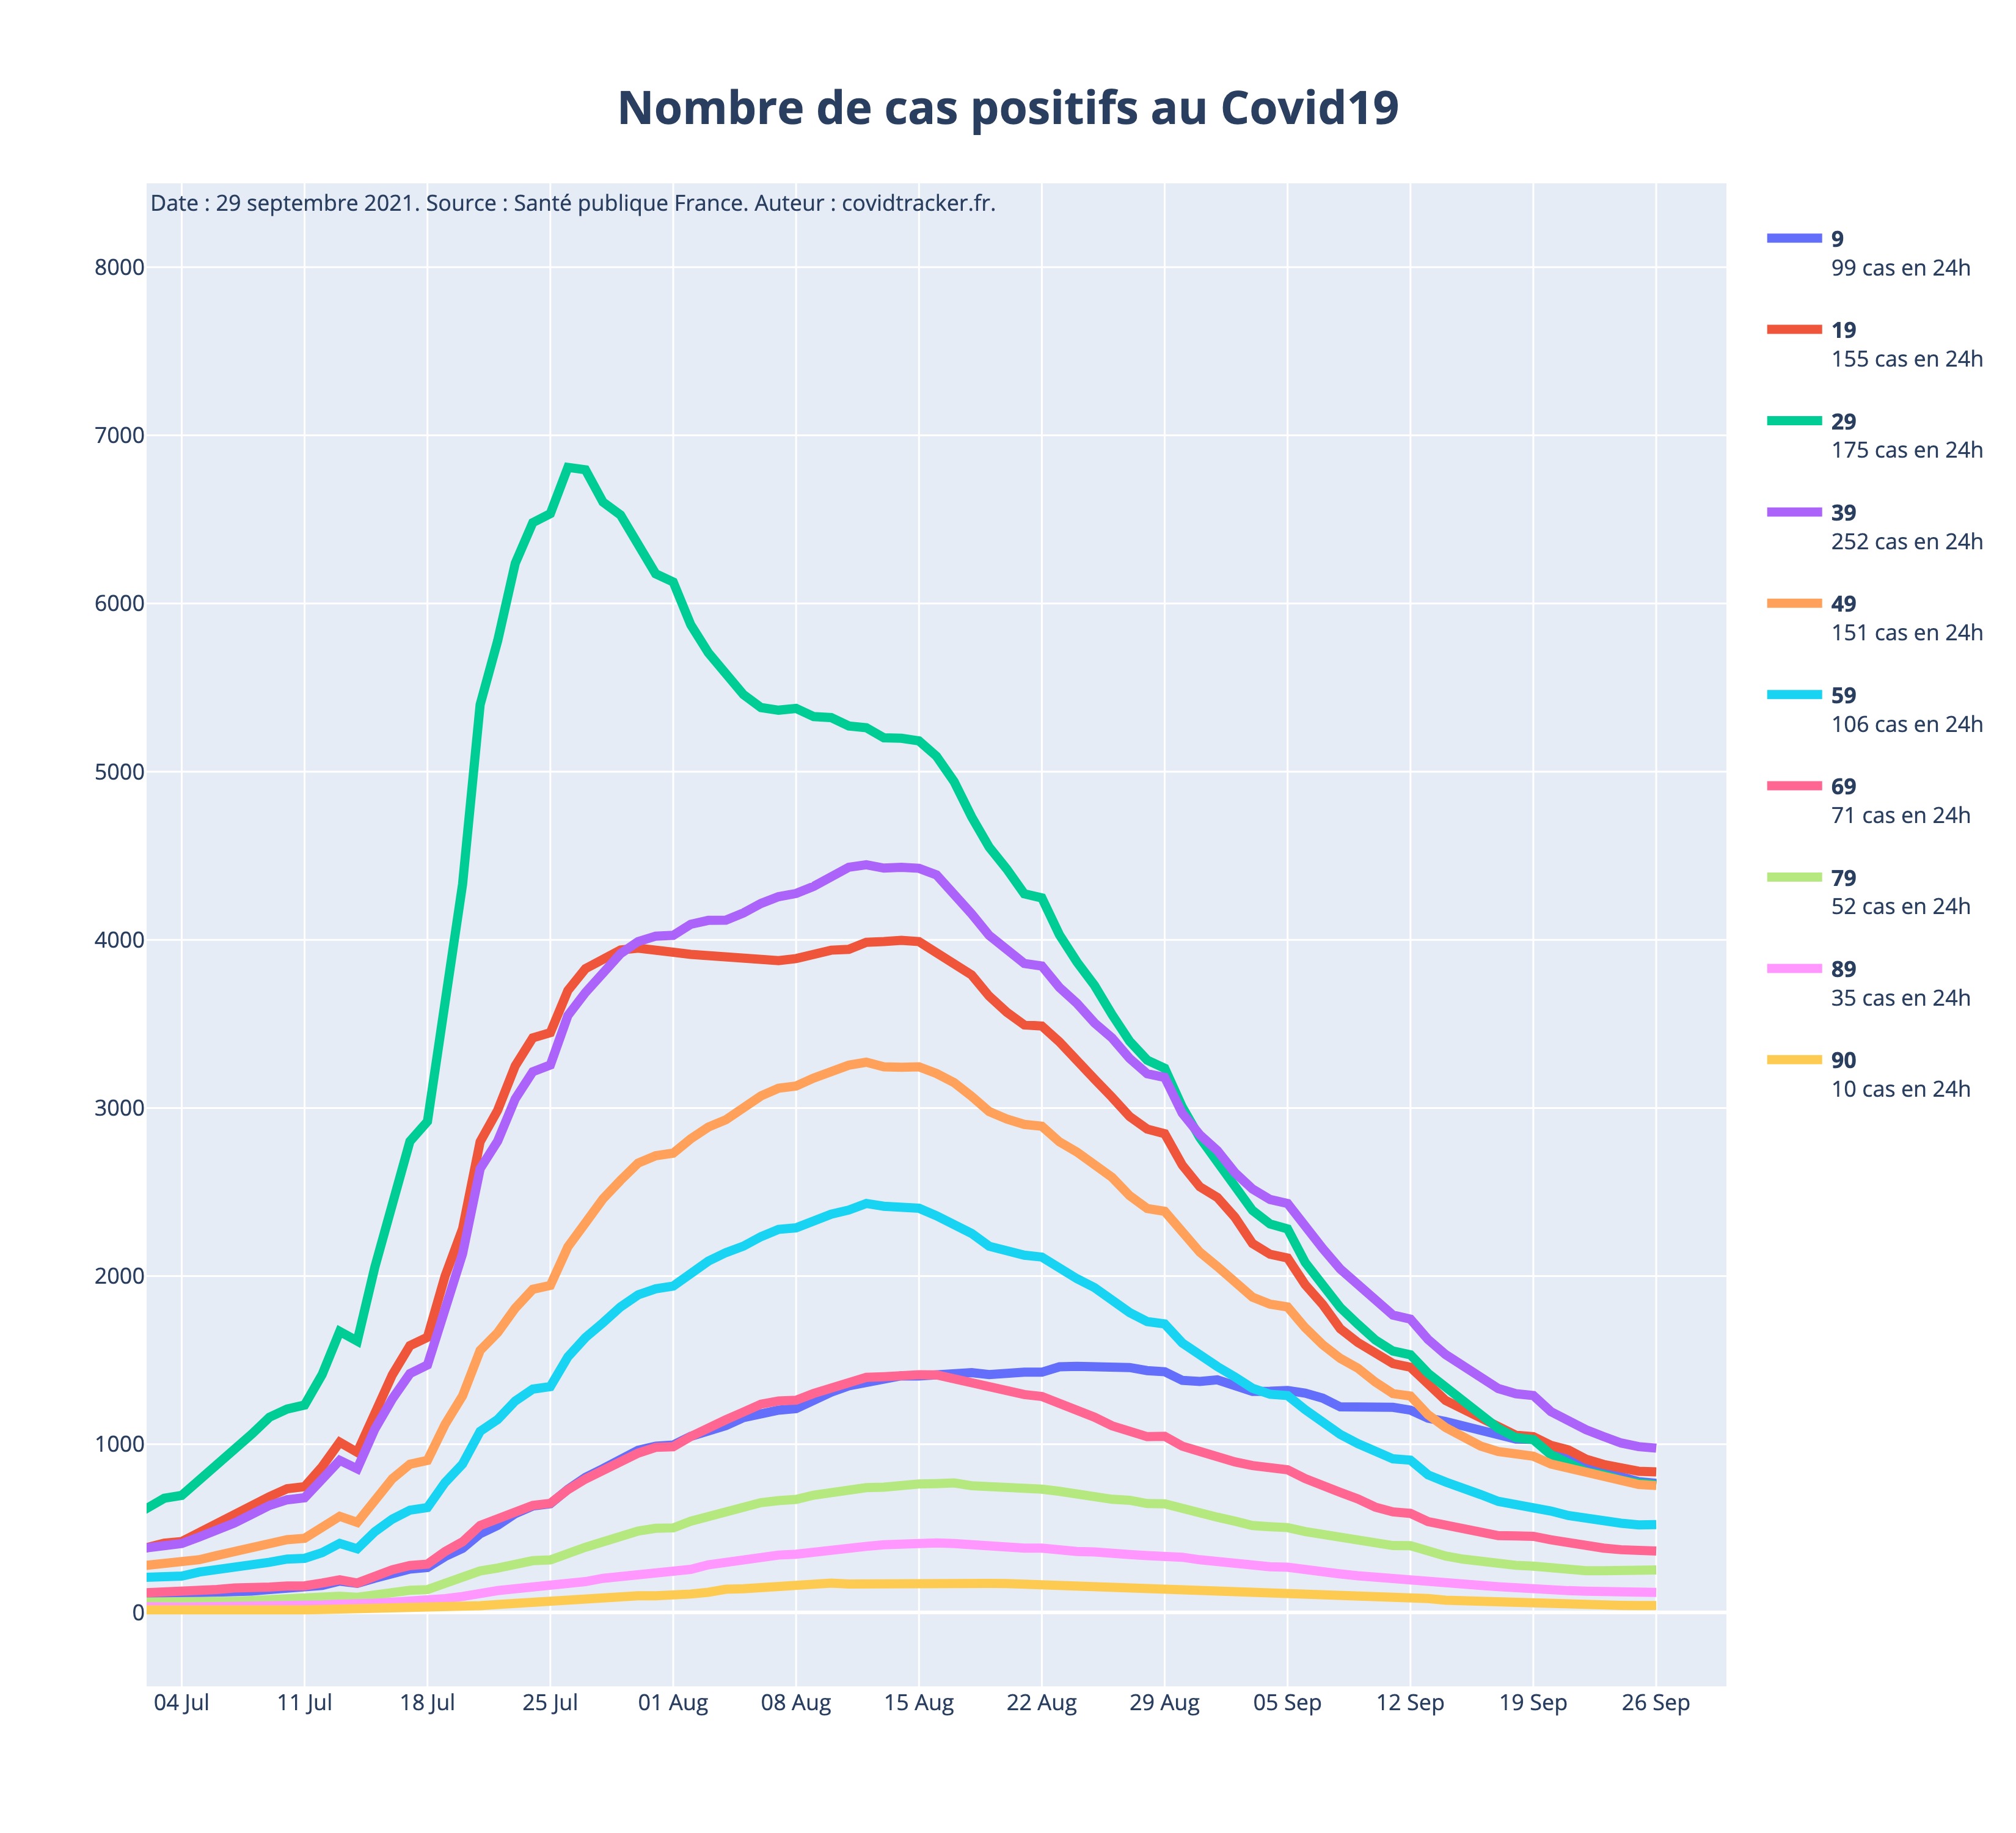 Nombre de cas positifs au Covid19
Date : 29 septembre 2021. Source : Santé publique France. Auteur : covidtracker.fr.
8000
7000
6000
5000
4000
3000
2000
1000
0
04 Jul
11 Jul
18 Jul
25 Jul
01 Aug
08 Aug
15 Aug
22 Aug
29 Aug
05 Sep
12 Sep
19 Sep
26 Sep
9
99 cas en 24h
19
155 cas en 24h
29
175 cas en 24h
39
252 cas en 24h
49
151 cas en 24h
59
106 cas en 24h
69
71 cas en 24h
79
52 cas en 24h
89
35 cas en 24h
90
10 cas en 24h